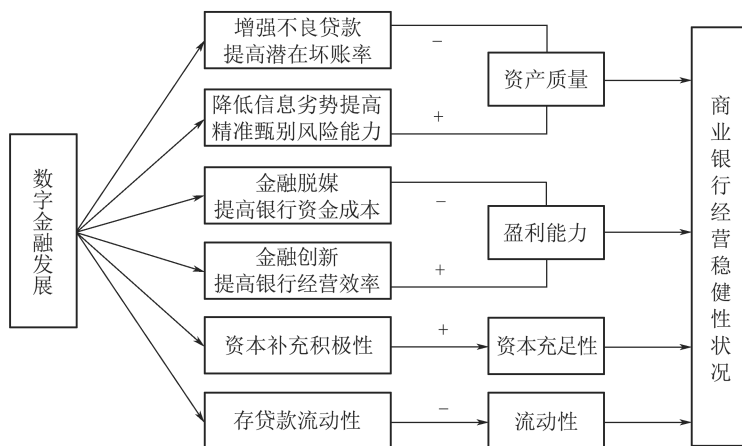 数字金融发展
增强不良贷款
提高潜在坏账率
降低信息劣势提高
精准甄别风险能力
金融脱媒
提高银行资金成本
金融创新
提高银行经营效率
资本补充积极性
存贷款流动性
−
+
−
+
+
−
资产质量
盈利能力
资本充足性
流动性
商业银行经营稳健性状况